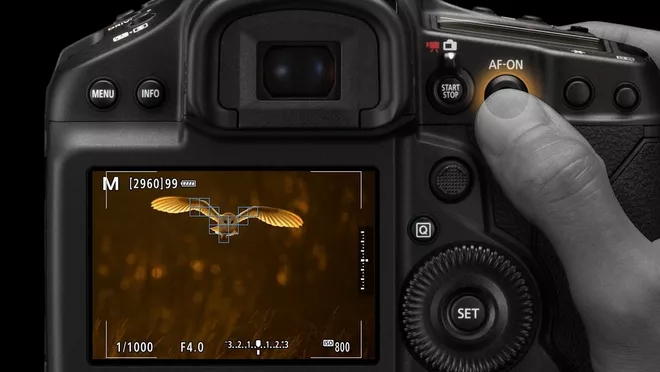 AF-ON
MENU
INFO
START
STOP
M [2960]99
Q
SET
1/1000 F4.0 -3..2..1..1..2..3 ISO 800